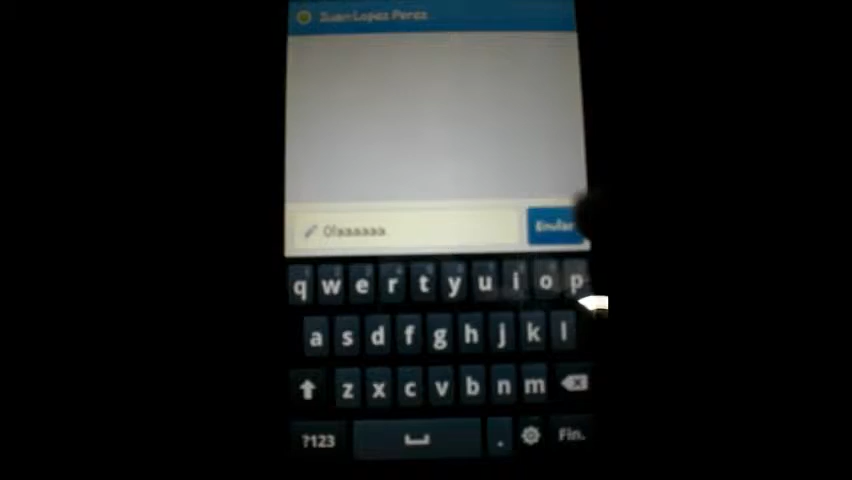 Juan Lopez Perez
Olaaaaaa
Enviar
q w e r t y u i o p
a s d f g h j k l
z x c v b n m
?123 . Fin.